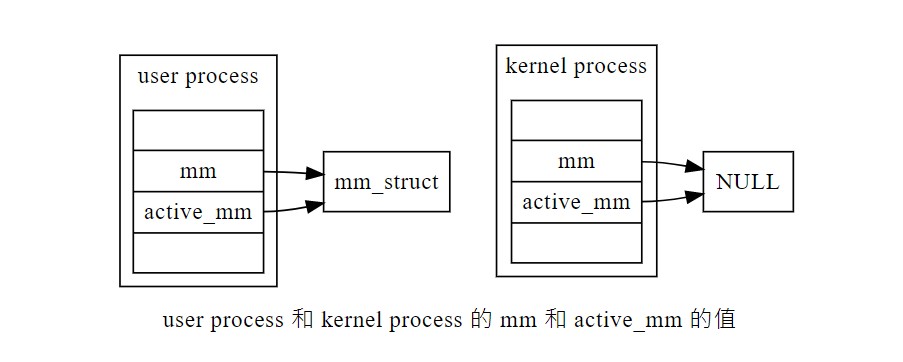 user process
mm
active_mm
mm_struct
kernel process
mm
active_mm
NULL
user process 和 kernel process 的 mm 和 active_mm 的值